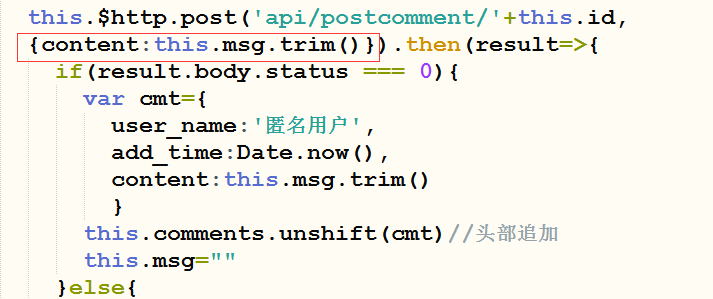 this.$http.post('api/postcomment/'+this.id,
{content:this.msg.trim()}).then(result=>{
if(result.body.status === 0){
var cmt={
user_name:'匿名用户',
add_time:Date.now(),
content:this.msg.trim()
}
this.comments.unshift(cmt)//头部追加
this.msg=""
}else{